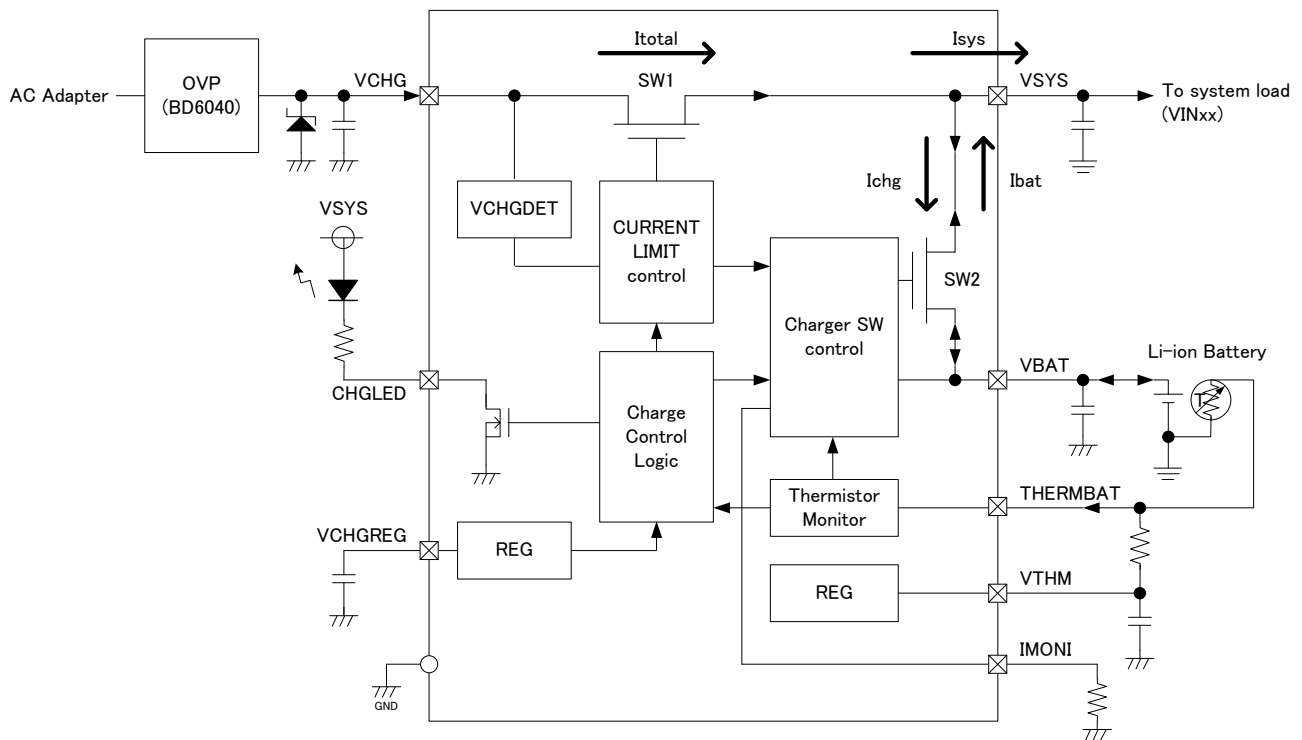 Itotal
Isys
AC Adapter
OVP
(BD6040)
VCHG
SW1
VSYS
To system load
(VINxx)
Ichg
Ibat
VCHGDET
CURRENT
LIMIT
control
VSYS
SW2
Charger SW
control
CHGLED
VBAT
Li-ion Battery
T
Charge
Control
Logic
Thermistor
Monitor
THERMBAT
VCHGREG
REG
REG
VTHM
IMONI
GND